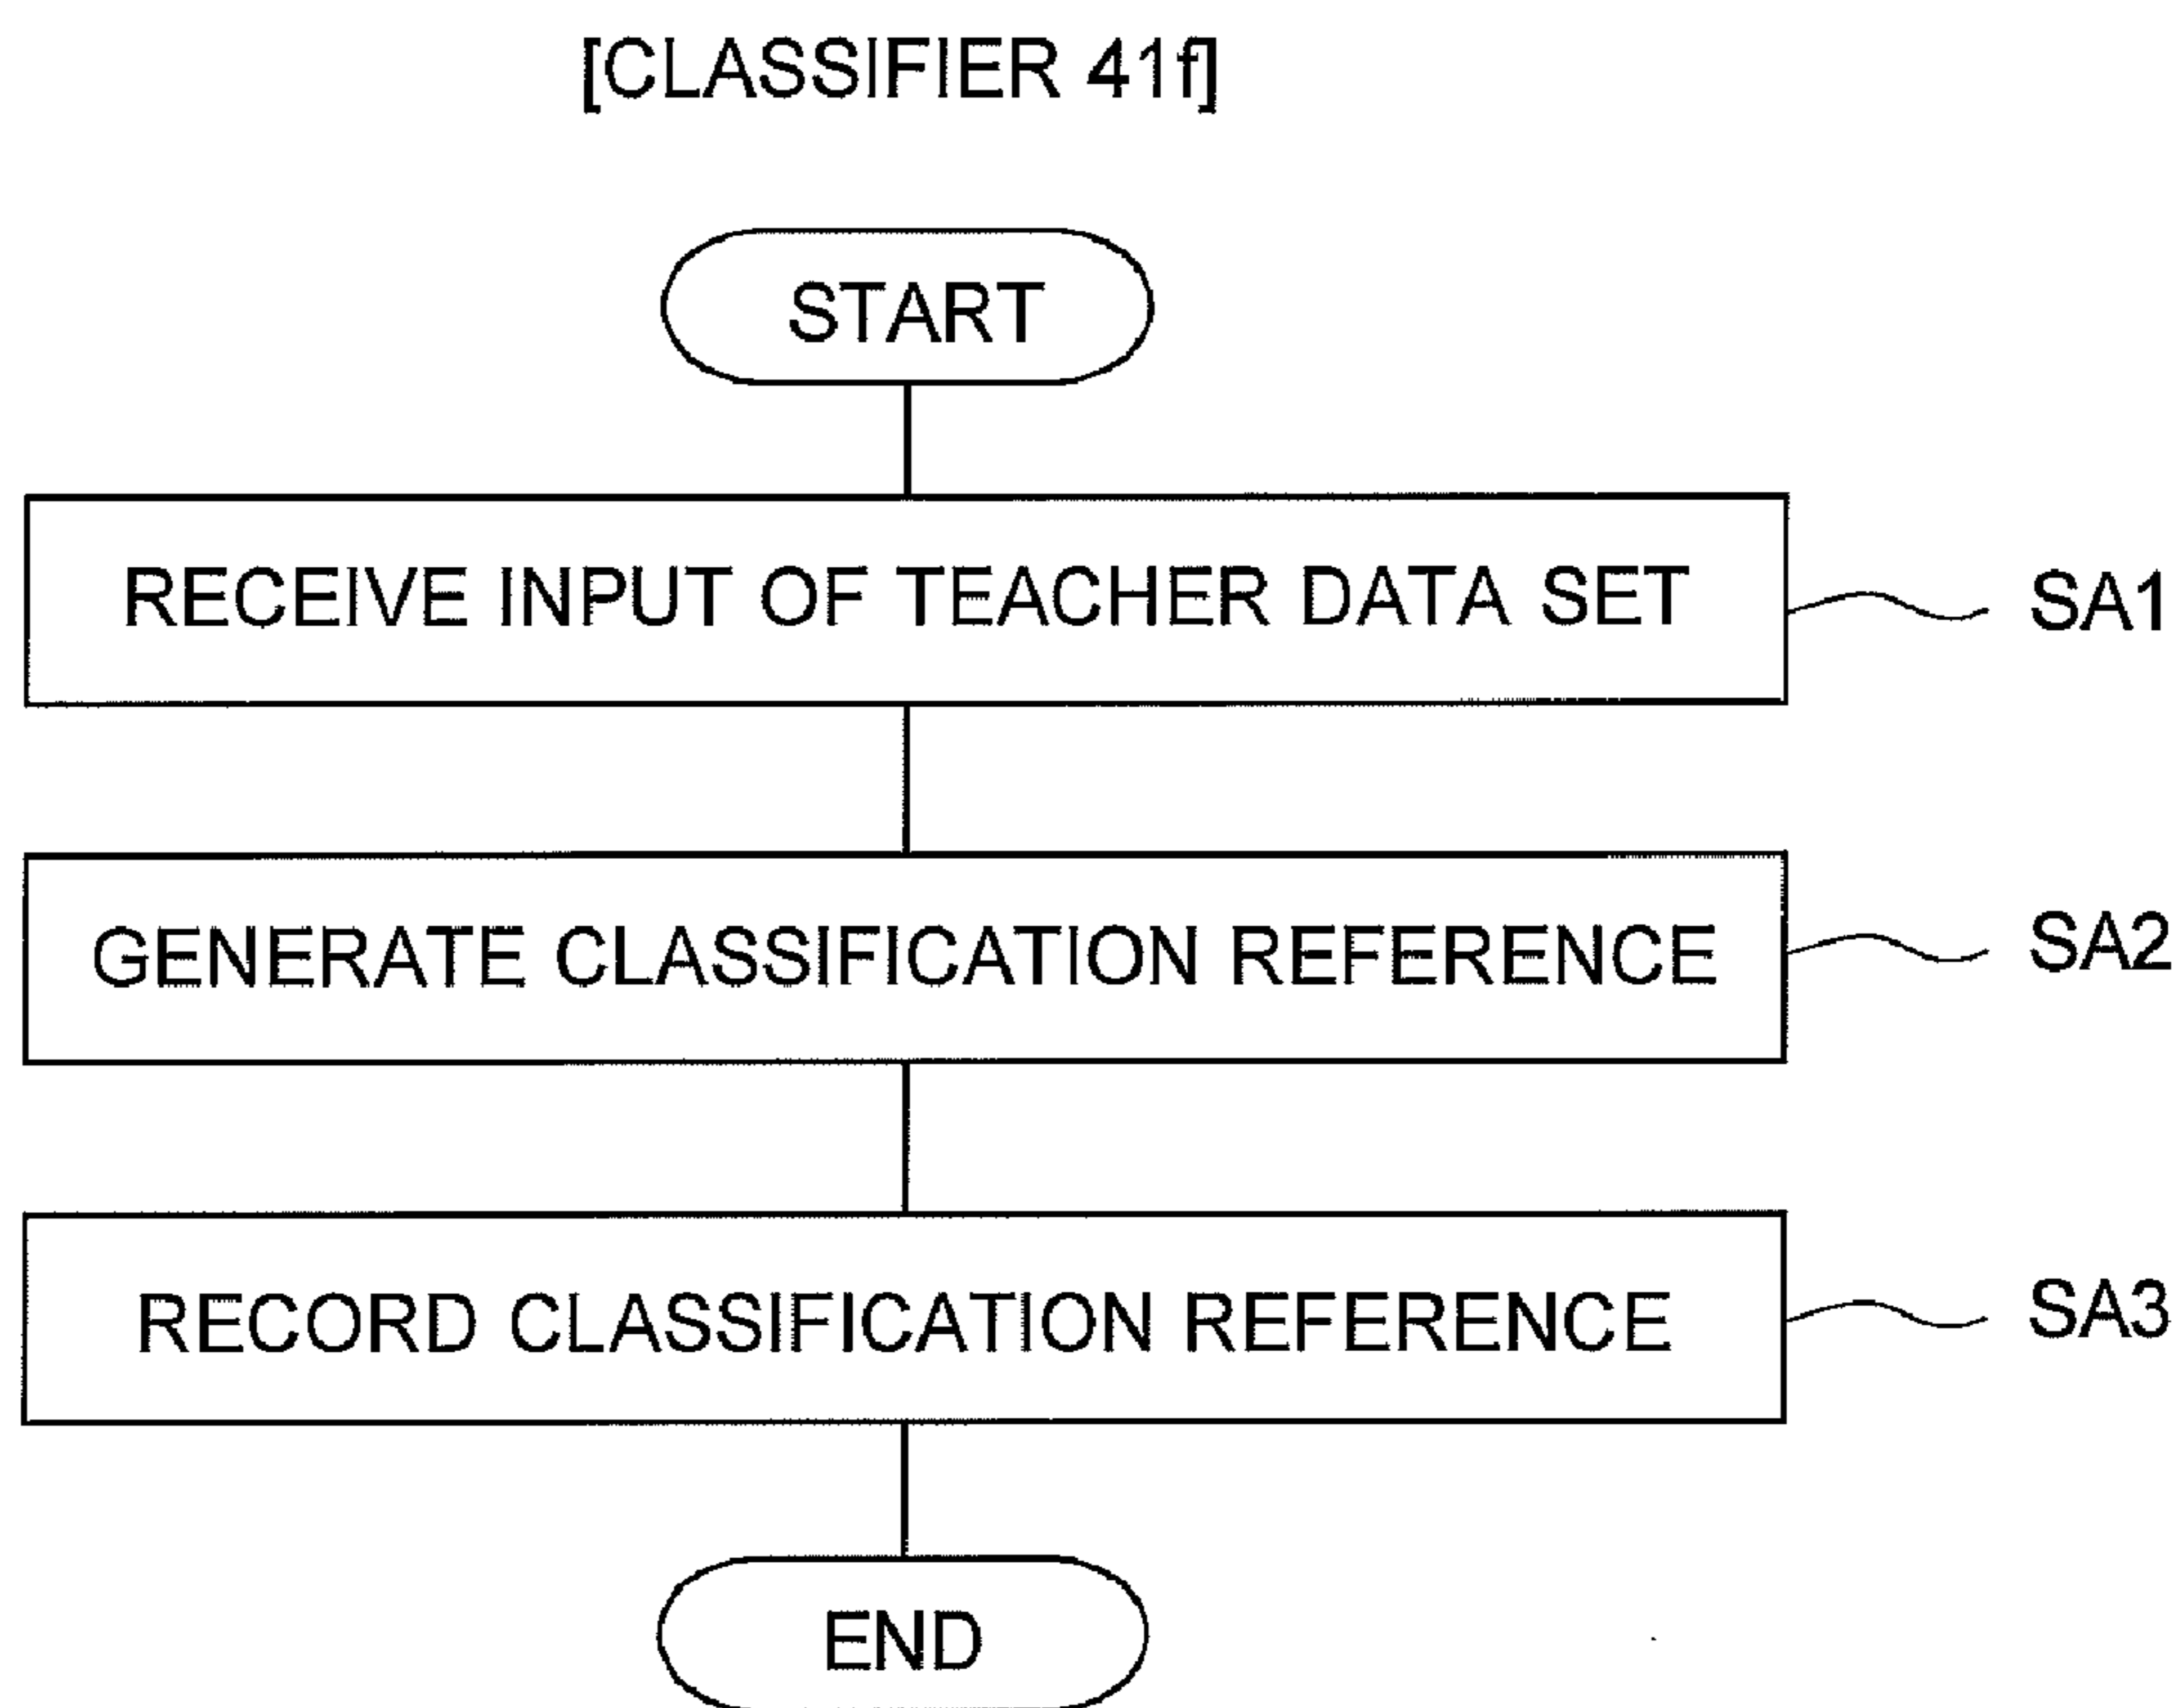 [CLASSIFIER 41f]
START
RECEIVE INPUT OF TEACHER DATA SET
SA1
GENERATE CLASSIFICATION REFERENCE
SA2
RECORD CLASSIFICATION REFERENCE
SA3
END